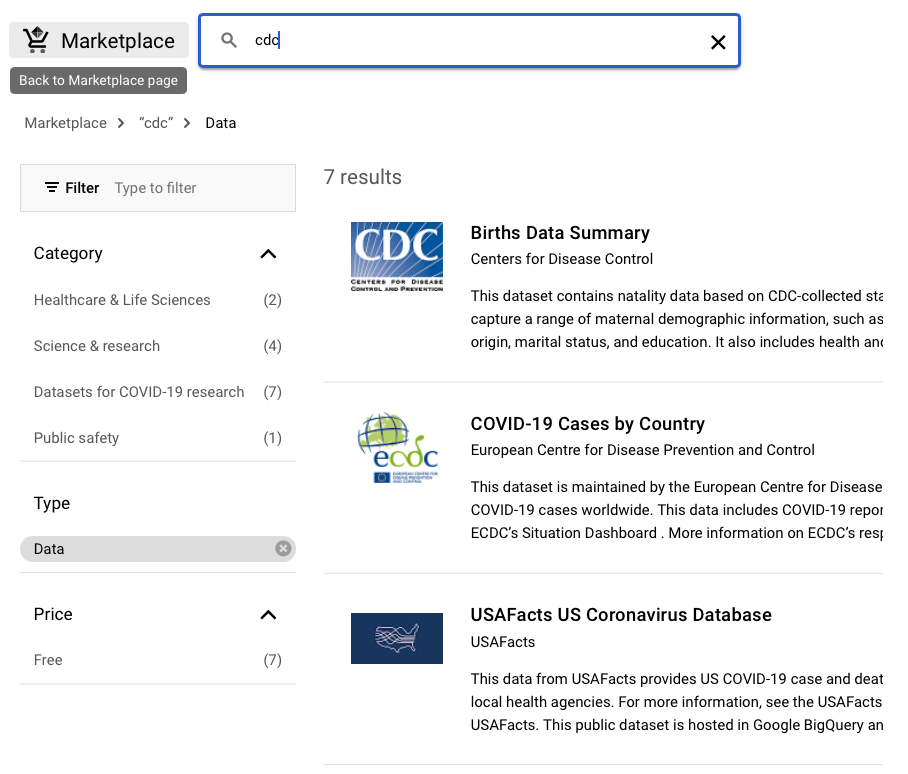 Marketplace
cdc
Back to Marketplace page
Marketplace > "cdc" > Data
Filter Type to filter
7 results
Category
Healthcare & Life Sciences (2)
Science & research (4)
Datasets for COVID-19 research (7)
Public safety (1)
Type
Data
Price
Free (7)
CDC
CENTERS FOR DISEASE
CONTROL AND PREVENTION
Births Data Summary
Centers for Disease Control
This dataset contains natality data based on CDC-collected sta
capture a range of maternal demographic information, such as
origin, marital status, and education. It also includes health and
ecdc
EUROPEAN CENTRE FOR
DISEASE PREVENTION
AND CONTROL
COVID-19 Cases by Country
European Centre for Disease Prevention and Control
This dataset is maintained by the European Centre for Disease
COVID-19 cases worldwide. This data includes COVID-19 repor
ECDC’s Situation Dashboard . More information on ECDC’s resp
USAFacts US Coronavirus Database
USAFacts
This data from USAFacts provides US COVID-19 case and deat
local health agencies. For more information, see the USAFacts
USAFacts. This public dataset is hosted in Google BigQuery an